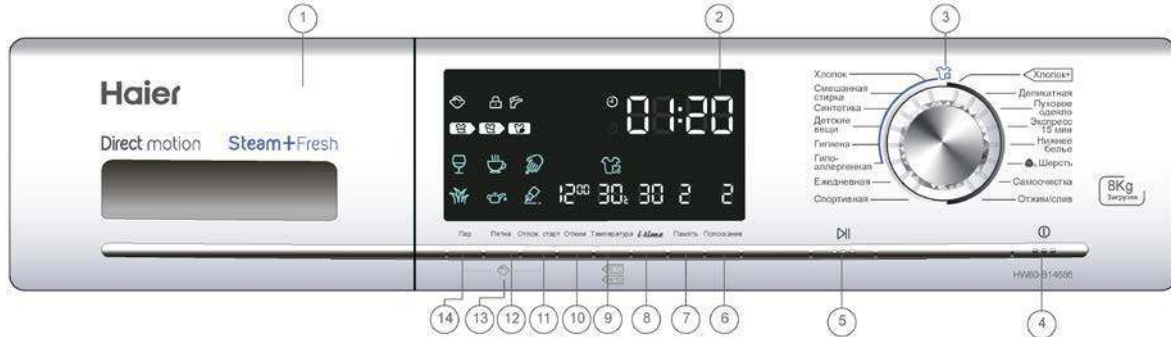 1
2
3
Haier
Direct motion
Steam+Fresh
01:20
12⁰⁰
30°c
30
2
2
Хлопок
Смешанная
стирка
Синтетика
Детские
вещи
Гигиена
Гипо-
аллергенная
Ежедневная
Спортивная
Хлопок+
Деликатная
Пуховое
одеяло
Экспресс
15 мин
Нижнее
белье
Шерсть
Самоочистка
Отжим/слив
8Kg
Загрузка
Пар
Пятна
Отлож. старт
Отжим
Температура
i-time
Память
Полоскание
HW80-B14686
14
13
12
11
10
9
8
7
6
5
4